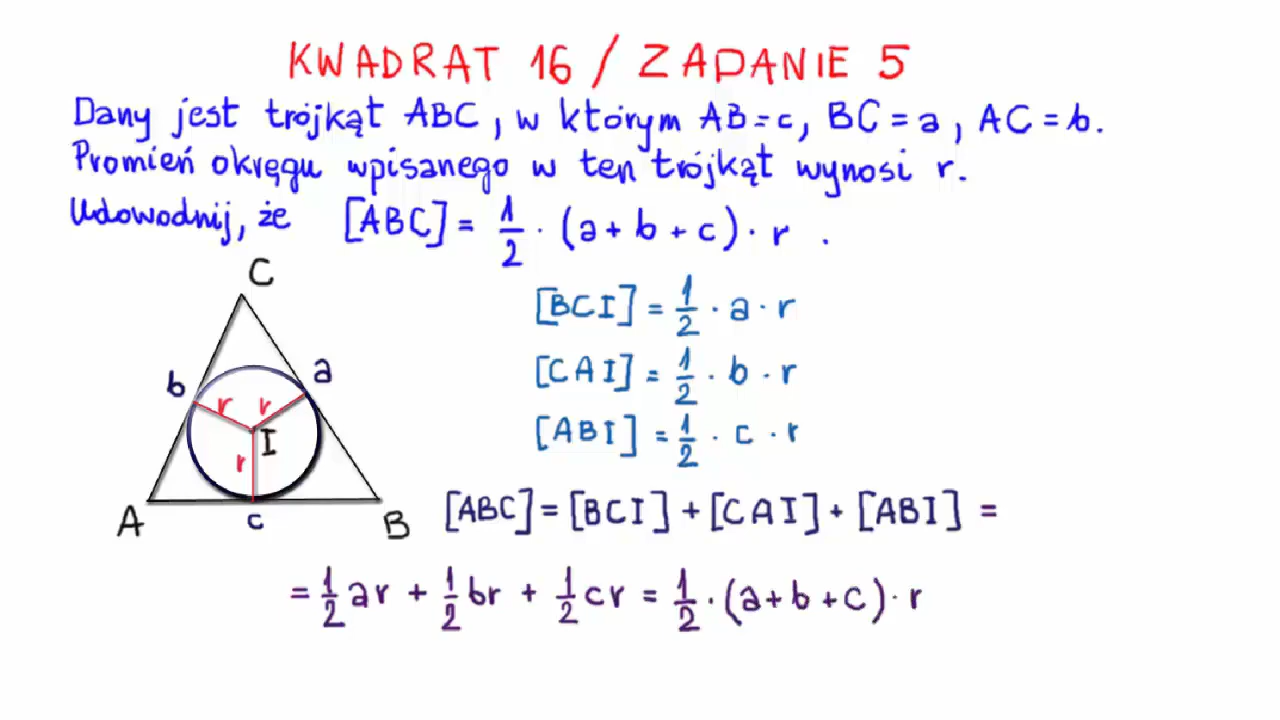 KWADRAT 16 / ZADANIE 5
Dany jest trójkąt ABC, w którym AB = c, BC = a, AC = b.
Promień okręgu wpisanego w ten trójkąt wynosi r.
Udowodnij, że [ABC] = 1/2 · (a + b + c) · r .
C
b
a
r
r
r
I
A
c
B
[BCI] = 1/2 · a · r
[CAI] = 1/2 · b · r
[ABI] = 1/2 · c · r
[ABC] = [BCI] + [CAI] + [ABI] =
= 1/2 ar + 1/2 br + 1/2 cr = 1/2 · (a + b + c) · r